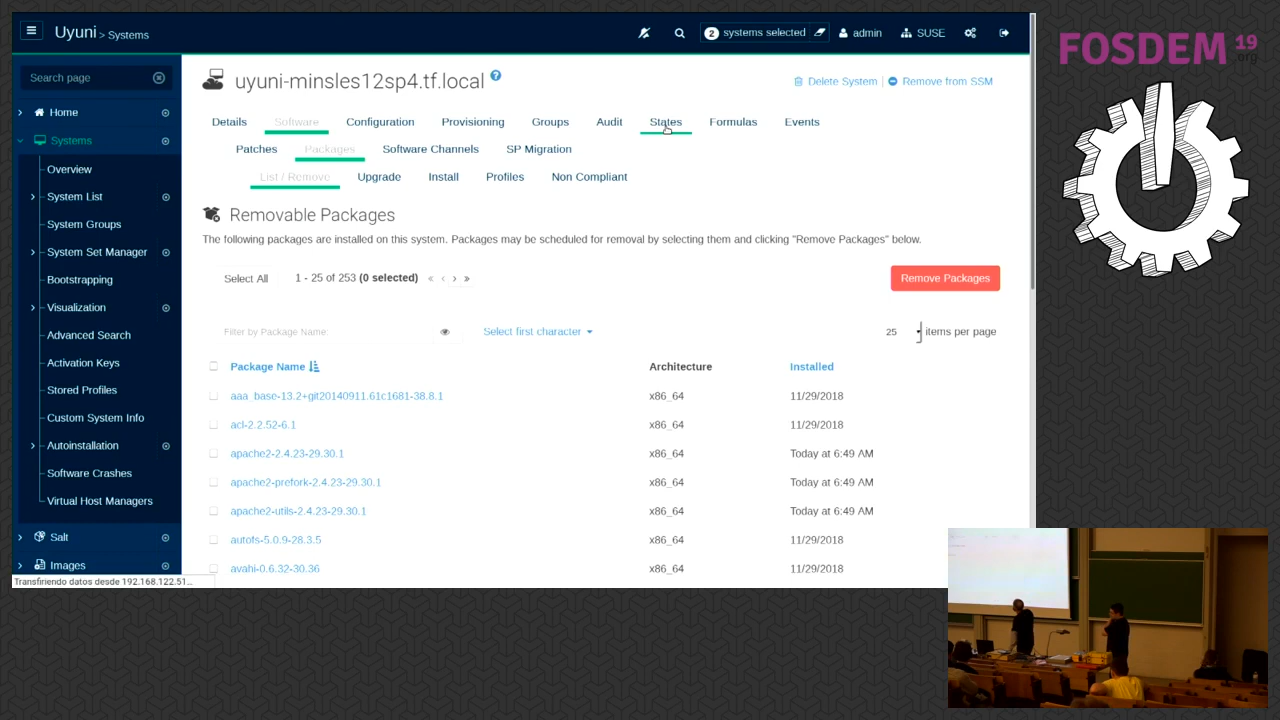 Uyuni > Systems
2 systems selected
admin
SUSE
FOSDEM 19
.org
Search page
Home
Systems
Overview
System List
System Groups
System Set Manager
Bootstrapping
Visualization
Advanced Search
Activation Keys
Stored Profiles
Custom System Info
Autoinstallation
Software Crashes
Virtual Host Managers
Salt
Images
Transfiriendo datos desde 192.168.122.51...
uyuni-minsles12sp4.tf.local
Delete System | Remove from SSM
Details Software Configuration Provisioning Groups Audit States Formulas Events
Patches Packages Software Channels SP Migration
List / Remove Upgrade Install Profiles Non Compliant
Removable Packages
The following packages are installed on this system. Packages may be scheduled for removal by selecting them and clicking "Remove Packages" below.
Select All 1 - 25 of 253 (0 selected) « ‹ › » Remove Packages
Filter by Package Name: Select first character 25 items per page
Package Name Architecture Installed
aaa_base-13.2+git20140911.61c1681-38.8.1 x86_64 11/29/2018
acl-2.2.52-6.1 x86_64 11/29/2018
apache2-2.4.23-29.30.1 x86_64 Today at 6:49 AM
apache2-prefork-2.4.23-29.30.1 x86_64 Today at 6:49 AM
apache2-utils-2.4.23-29.30.1 x86_64 Today at 6:49 AM
autofs-5.0.9-28.3.5 x86_64 11/29/2018
avahi-0.6.32-30.36 x86_64 11/29/2018